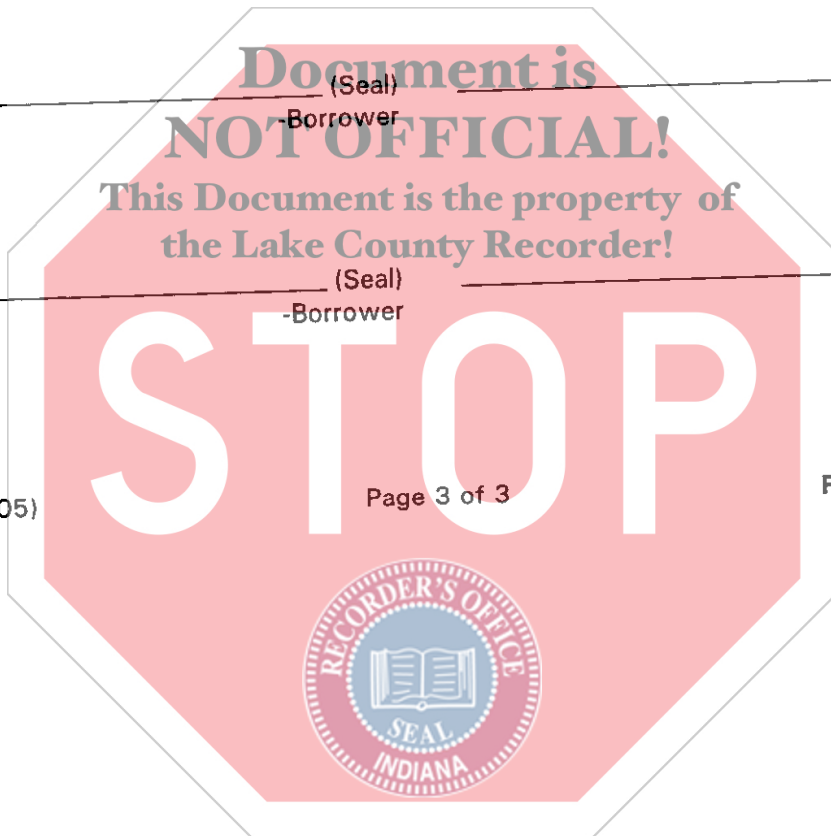 Document is
(Seal)
-Borrower
NOT OFFICIAL!
This Document is the property of
the Lake County Recorder!
(Seal)
-Borrower
STOP
05)
Page 3 of 3
RECORDER'S OFFICE
SEAL
INDIANA